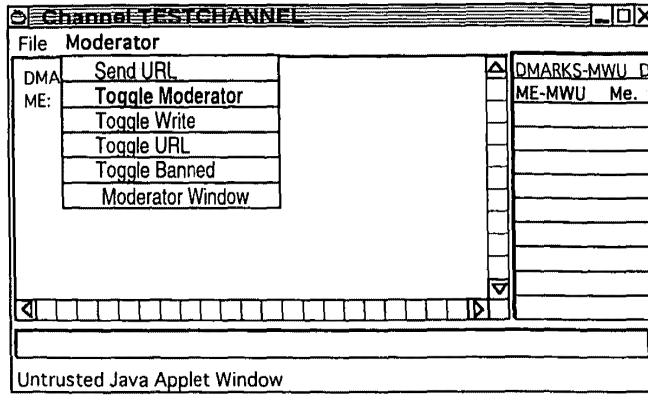 Channel TESTCHANNEL
File Moderator
DMA
ME:
Send URL
Toggle Moderator
Toggle Write
Toggle URL
Toggle Banned
Moderator Window
DMARKS-MWU D
ME-MWU Me.
Untrusted Java Applet Window